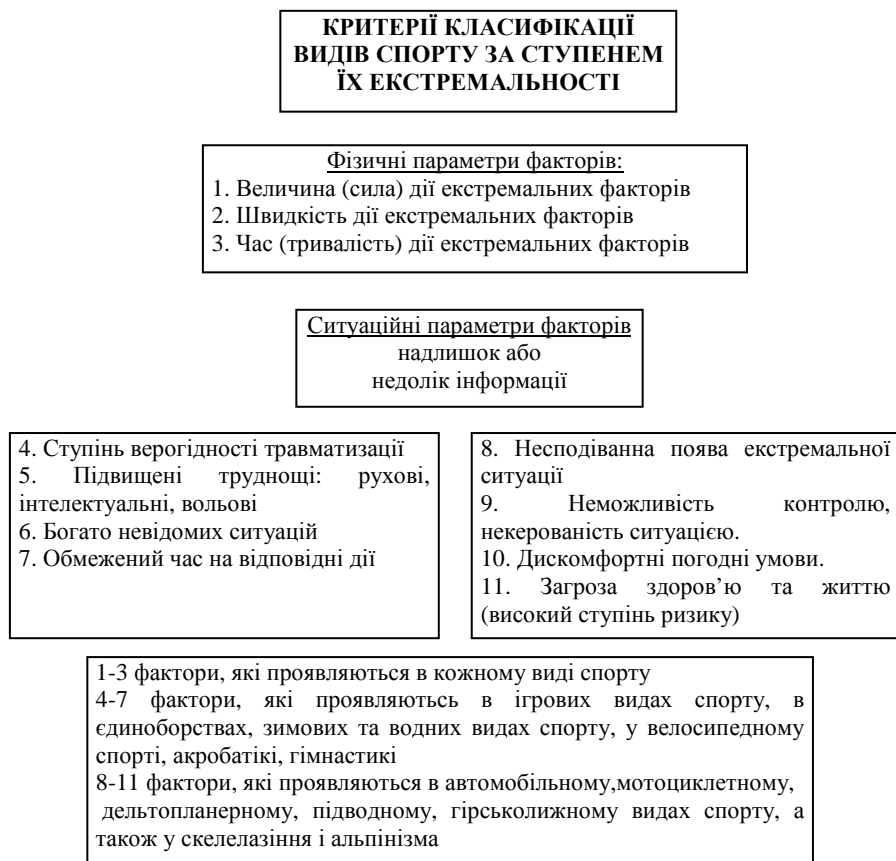 КРИТЕРІЇ КЛАСИФІКАЦІЇ
ВИДІВ СПОРТУ ЗА СТУПЕНЕМ
ЇХ ЕКСТРЕМАЛЬНОСТІ
Фізичні параметри факторів:
1. Величина (сила) дії екстремальних факторів
2. Швидкість дії екстремальних факторів
3. Час (тривалість) дії екстремальних факторів
Ситуаційні параметри факторів
надлишок або
недолік інформації
4. Ступінь верогідності травматизації
5. Підвищені труднощі: рухові,
інтелектуальні, вольові
6. Богато невідомих ситуацій
7. Обмежений час на відповідні дії
8. Несподіванна поява екстремальної
ситуації
9. Неможливість контролю,
некерованість ситуацією.
10. Дискомфортні погодні умови.
11. Загроза здоров’ю та життю
(високий ступінь ризику)
1-3 фактори, які проявляються в кожному виді спорту
4-7 фактори, які проявляютьсь в ігрових видах спорту, в
єдиноборствах, зимових та водних видах спорту, у велосипедному
спорті, акробатікі, гімнастикі
8-11 фактори, які проявляються в автомобільному,мотоциклетному,
дельтопланерному, підводному, гірськолижному видах спорту, а
також у скелелазіння і альпінізма